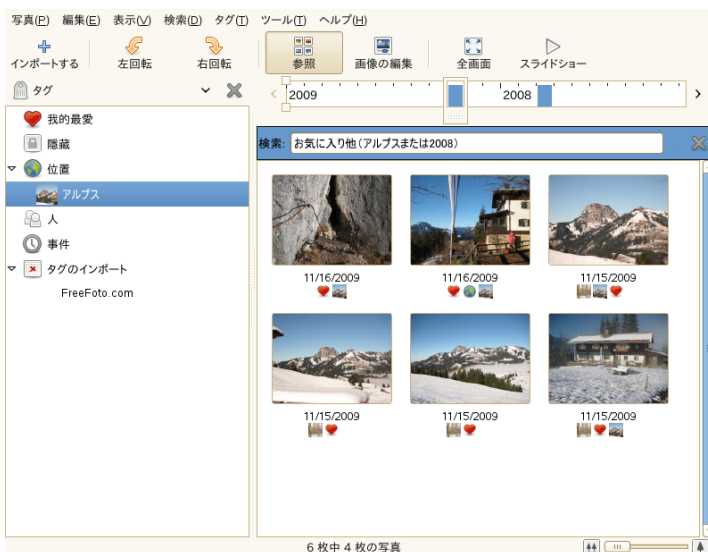 写真(P) 編集(E) 表示(V) 検索(D) タグ(T) ツール(T) ヘルプ(H)
インポートする 左回転 右回転 参照 画像の編集 全画面 スライドショー
タグ
2009 2008
我的最愛
隱藏
位置
アルプス
人
事件
タグのインポート
FreeFoto.com
検索: お気に入り他(アルプスまたは2008)
11/16/2009 11/16/2009 11/15/2009
11/15/2009 11/15/2009 11/15/2009
6 枚中 4 枚の写真